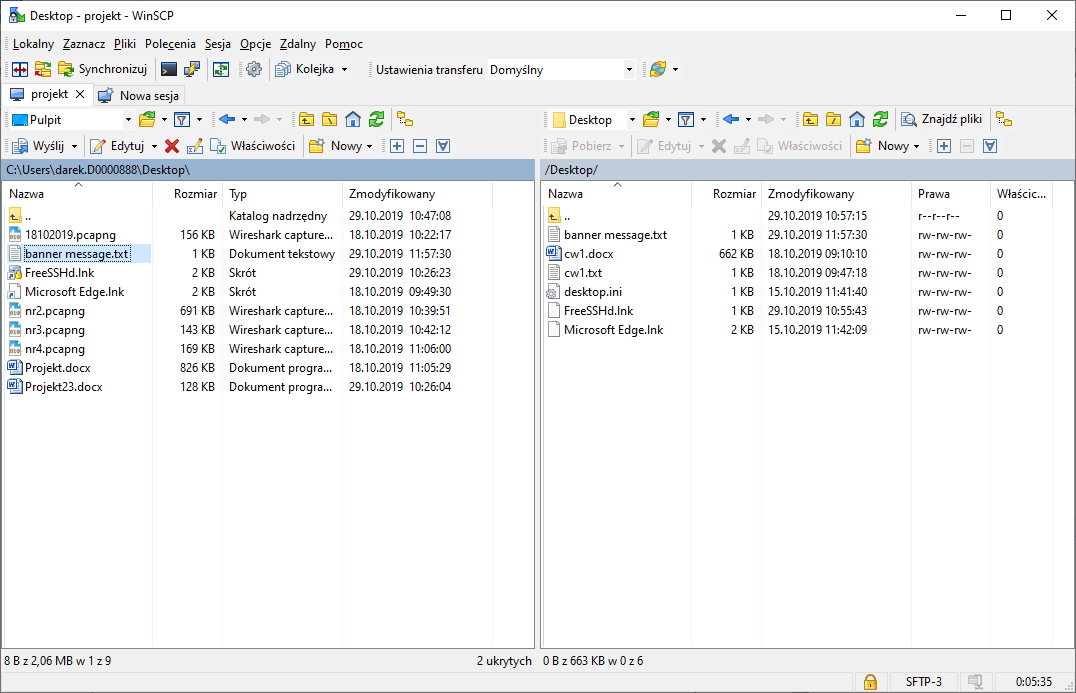 Desktop - projekt - WinSCP
Lokalny Zaznacz Pliki Polecenia Sesja Opcje Zdalny Pomoc
Synchronizuj Kolejka Ustawienia transferu Domyślny
projekt Nowa sesja
Pulpit Desktop Znajdź pliki
Wyślij Edytuj Właściwości Nowy Pobierz Edytuj Właściwości Nowy
C:\Users\darek.D0000888\Desktop\ /Desktop/
Nazwa Rozmiar Typ Zmodyfikowany Nazwa Rozmiar Zmodyfikowany Prawa Właścic...
.. Katalog nadrzędny 29.10.2019 10:47:08 .. 29.10.2019 10:57:15 r--r--r-- 0
18102019.pcapng 156 KB Wireshark capture... 18.10.2019 10:22:17 banner message.txt 1 KB 29.10.2019 11:57:30 rw-rw-rw- 0
banner message.txt 1 KB Dokument tekstowy 29.10.2019 11:57:30 cw1.docx 662 KB 18.10.2019 09:10:10 rw-rw-rw- 0
FreeSSHd.lnk 2 KB Skrót 29.10.2019 10:26:23 cw1.txt 1 KB 18.10.2019 09:47:18 rw-rw-rw- 0
Microsoft Edge.lnk 2 KB Skrót 18.10.2019 09:49:30 desktop.ini 1 KB 15.10.2019 11:41:40 rw-rw-rw- 0
nr2.pcapng 691 KB Wireshark capture... 18.10.2019 10:39:51 FreeSSHd.lnk 1 KB 29.10.2019 10:55:43 rw-rw-rw- 0
nr3.pcapng 143 KB Wireshark capture... 18.10.2019 10:42:12 Microsoft Edge.lnk 2 KB 15.10.2019 11:42:09 rw-rw-rw- 0
nr4.pcapng 169 KB Wireshark capture... 18.10.2019 11:06:00
Projekt.docx 826 KB Dokument progra... 18.10.2019 11:05:29
Projekt23.docx 128 KB Dokument progra... 29.10.2019 10:26:04
8 B z 2,06 MB w 1 z 9 2 ukrytych 0 B z 663 KB w 0 z 6
SFTP-3 0:05:35